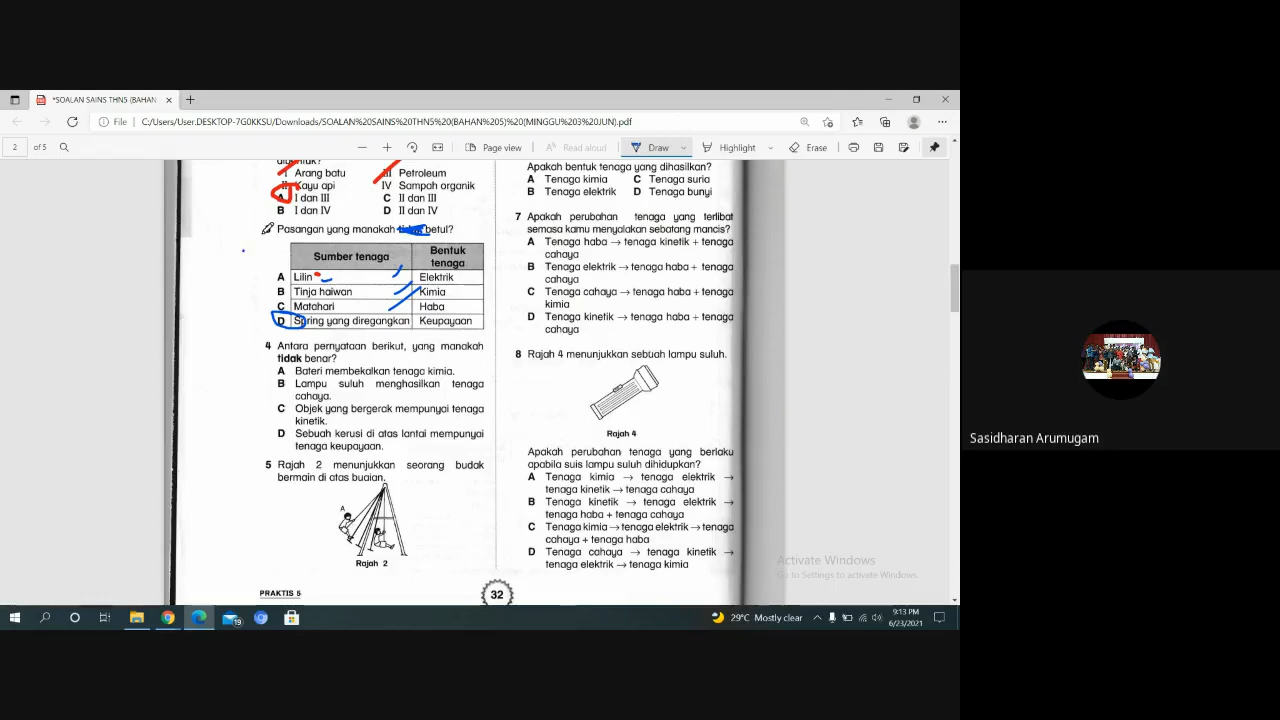 *SOALAN SAINS THN5 (BAHAN
File
C:/Users/User.DESKTOP-7G0KKSU/Downloads/SOALAN%20SAINS%20THN5%20(BAHAN%205)%20(MINGGU%203%20JUN).pdf
2 of 5
Page view
Read aloud
Draw
Highlight
Erase
I Arang batu III Petroleum
II Kayu api IV Sampah organik
A I dan III C II dan III
B I dan IV D II dan IV
Pasangan yang manakah tidak betul?
Sumber tenaga Bentuk tenaga
A Lilin Elektrik
B Tinja haiwan Kimia
C Matahari Haba
D Spring yang diregangkan Keupayaan
4 Antara pernyataan berikut, yang manakah
tidak benar?
A Bateri membekalkan tenaga kimia.
B Lampu suluh menghasilkan tenaga
cahaya.
C Objek yang bergerak mempunyai tenaga
kinetik.
D Sebuah kerusi di atas lantai mempunyai
tenaga keupayaan.
5 Rajah 2 menunjukkan seorang budak
bermain di atas buaian.
A
Rajah 2
PRAKTIS 5
32
Apakah bentuk tenaga yang dihasilkan?
A Tenaga kimia C Tenaga suria
B Tenaga elektrik D Tenaga bunyi
7 Apakah perubahan tenaga yang terlibat
semasa kamu menyalakan sebatang mancis?
A Tenaga haba → tenaga kinetik + tenaga
cahaya
B Tenaga elektrik → tenaga haba + tenaga
cahaya
C Tenaga cahaya → tenaga haba + tenaga
kimia
D Tenaga kinetik → tenaga haba + tenaga
cahaya
8 Rajah 4 menunjukkan sebuah lampu suluh.
Rajah 4
Apakah perubahan tenaga yang berlaku
apabila suis lampu suluh dihidupkan?
A Tenaga kimia → tenaga elektrik →
tenaga kinetik → tenaga cahaya
B Tenaga kinetik → tenaga elektrik →
tenaga haba + tenaga cahaya
C Tenaga kimia → tenaga elektrik → tenaga
cahaya + tenaga haba
D Tenaga cahaya → tenaga kinetik →
tenaga elektrik → tenaga kimia
Activate Windows
Go to Settings to activate Windows.
19
29°C Mostly clear
9:13 PM
6/23/2021
Sasidharan Arumugam